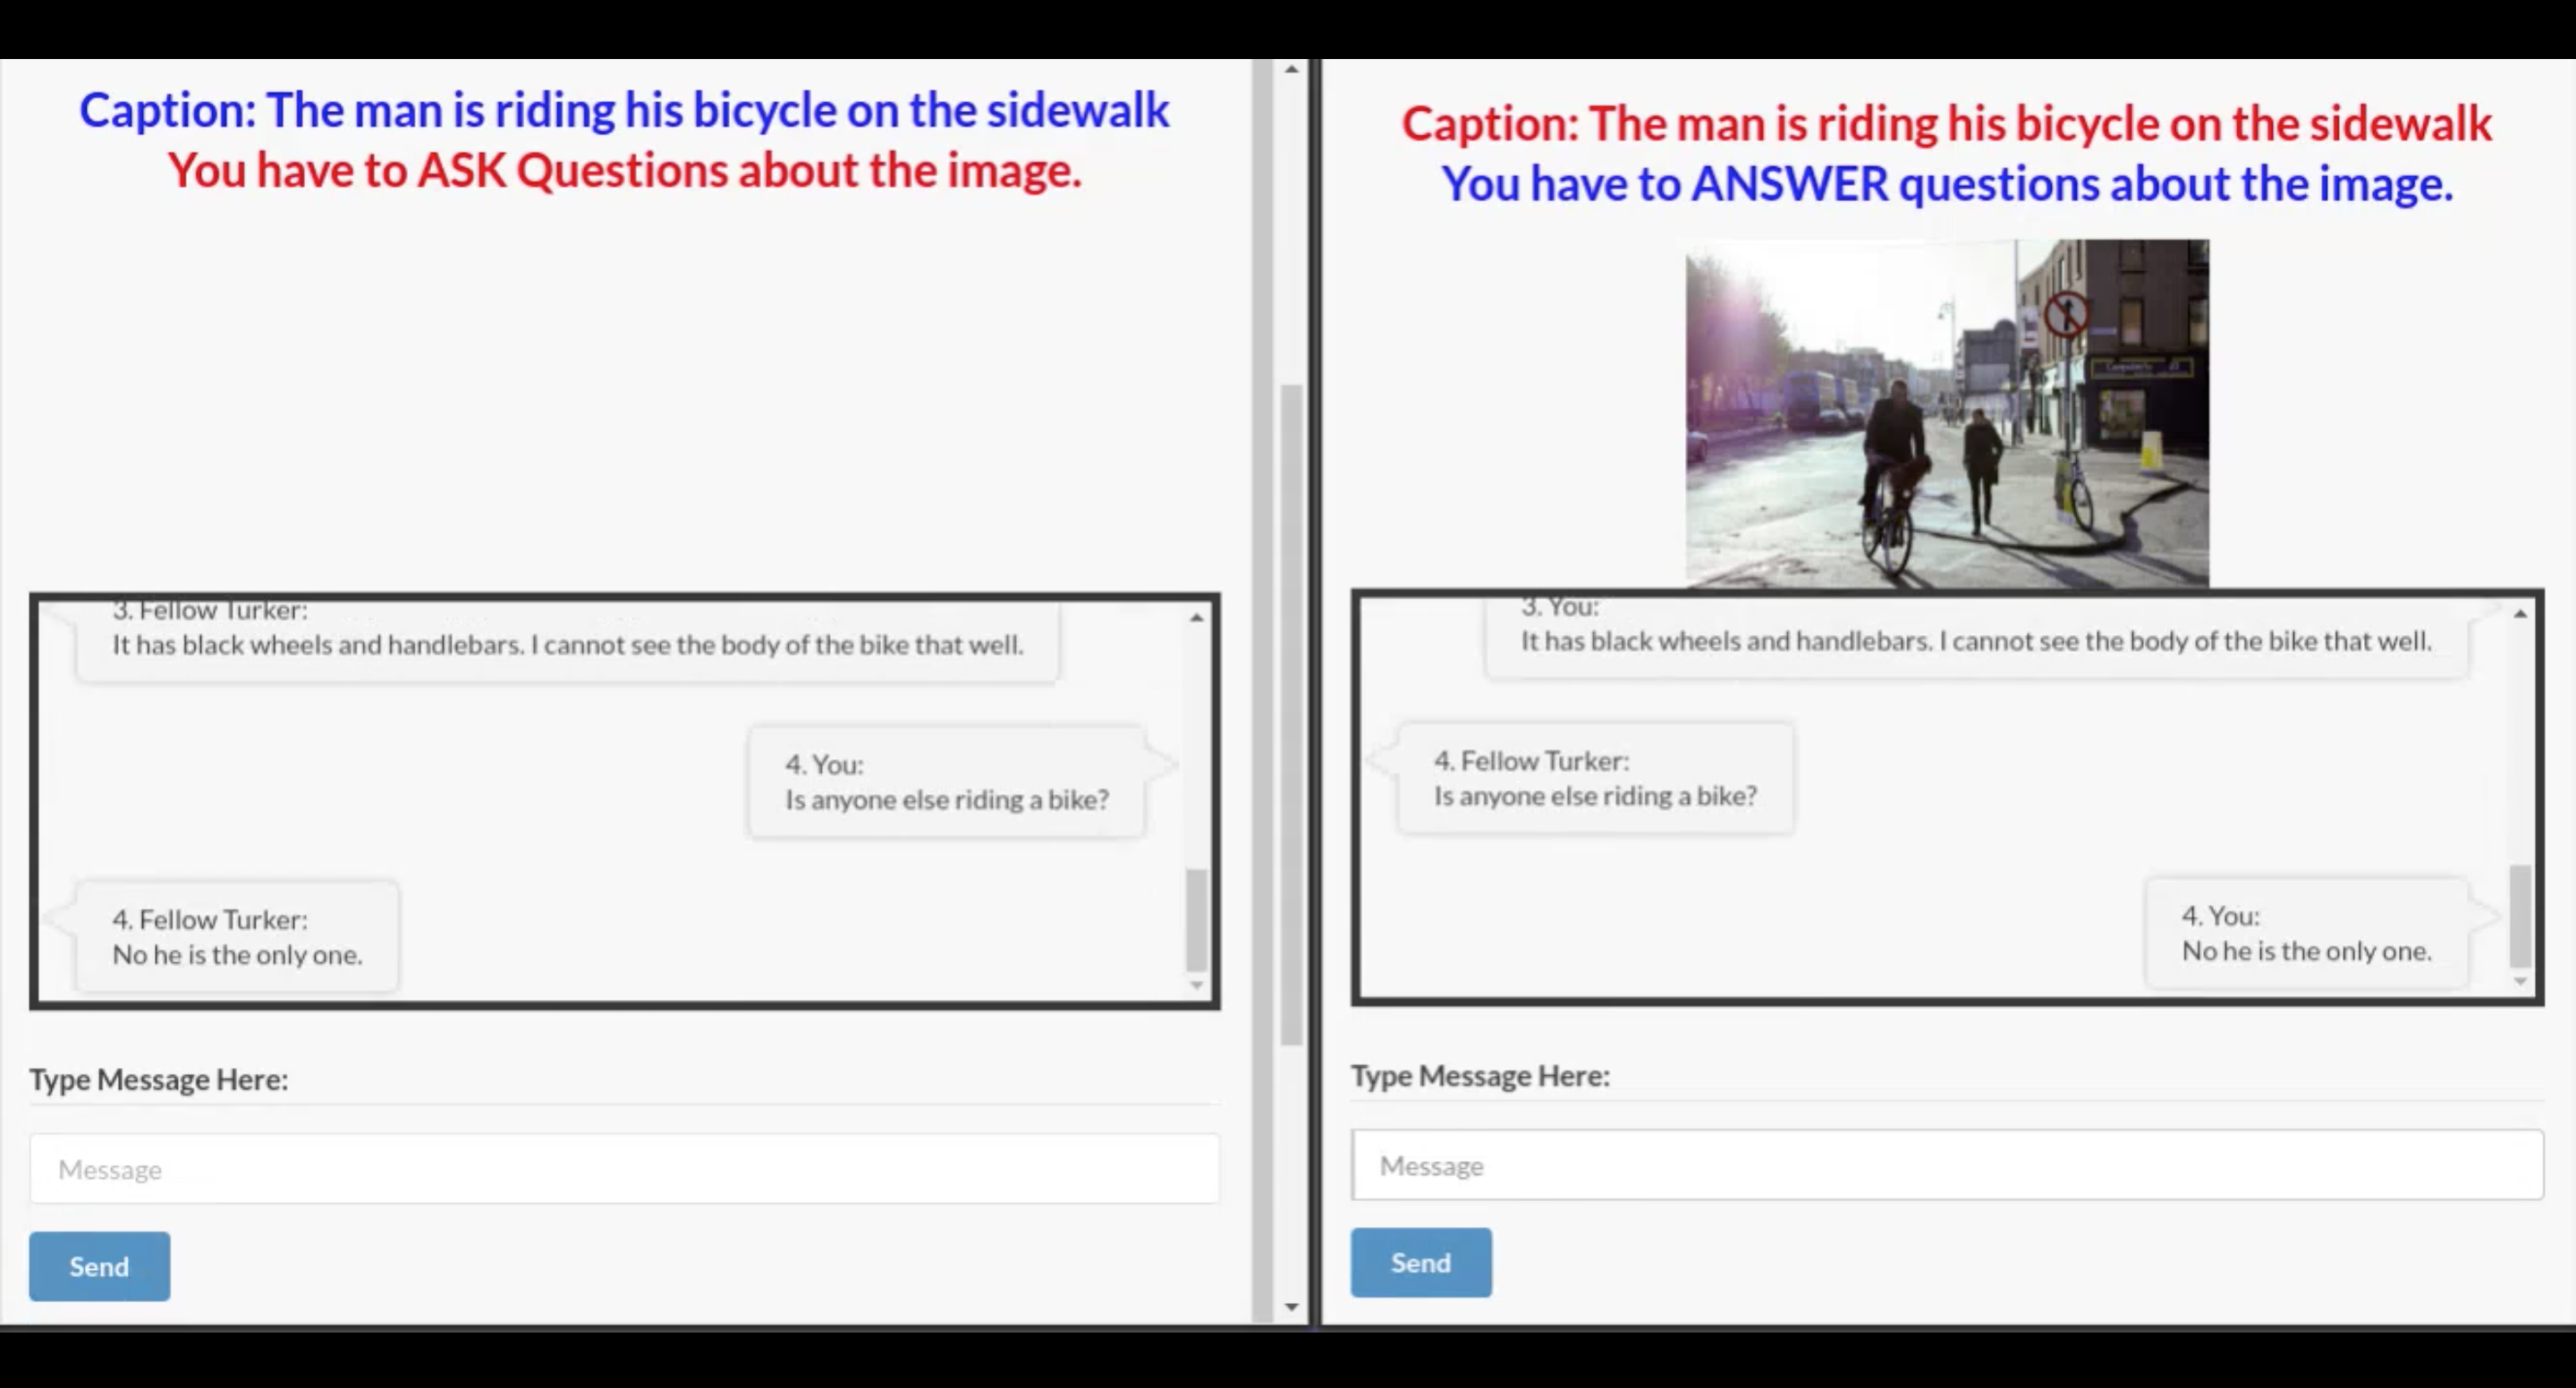 Caption: The man is riding his bicycle on the sidewalk
You have to ASK Questions about the image.
3. Fellow Turker:
It has black wheels and handlebars. I cannot see the body of the bike that well.
4. You:
Is anyone else riding a bike?
4. Fellow Turker:
No he is the only one.
Type Message Here:
Message
Send
Caption: The man is riding his bicycle on the sidewalk
You have to ANSWER questions about the image.
3. You:
It has black wheels and handlebars. I cannot see the body of the bike that well.
4. Fellow Turker:
Is anyone else riding a bike?
4. You:
No he is the only one.
Type Message Here:
Message
Send